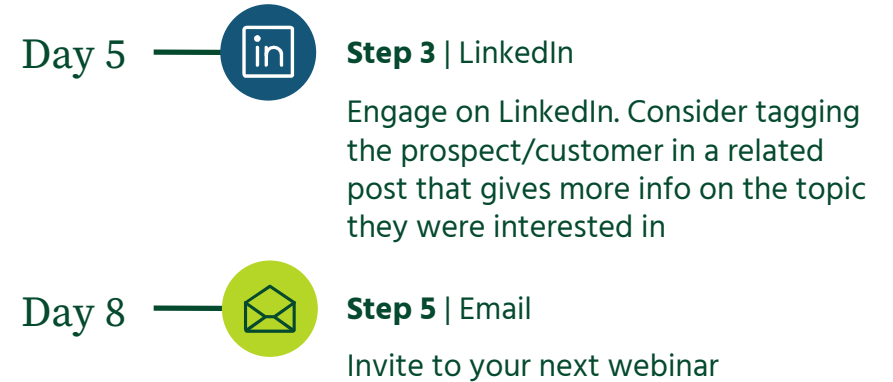 Day 5
in
Step 3 | LinkedIn
Engage on LinkedIn. Consider tagging
the prospect/customer in a related
post that gives more info on the topic
they were interested in
Day 8
Step 5 | Email
Invite to your next webinar